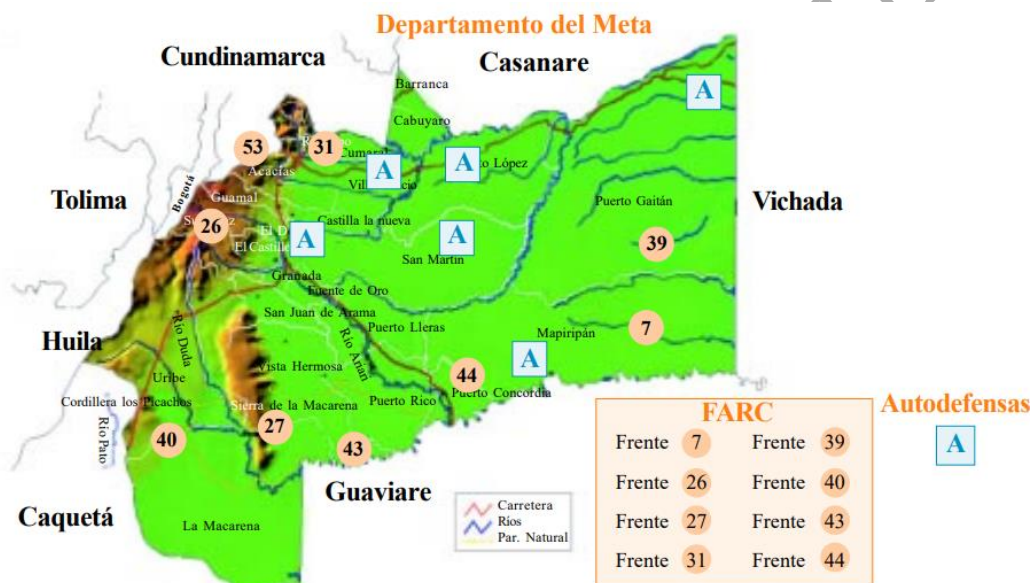 Departamento del Meta
Cundinamarca
Casanare
Barranca
Cabuyaro
A
53
31
Cumaral
A
A
López
Acacías
Tolima
Bogotá
Guamal
Puerto Gaitán
Vichada
26
Castilla la nueva
El Castillo
A
A
39
San Martín
Granada
Fuente de Oro
San Juan de Arama
Puerto Lleras
Mapiripán
7
Huila
Río Duda
Río Arian
Vista Hermosa
A
44
Uribe
Puerto Concordia
Cordillera los Picachos
Sierra de la Macarena
Puerto Rico
Río Pato
40
27
43
Guaviare
Caquetá
La Macarena
Carretera
Ríos
Par. Natural
FARC
Frente 7 Frente 39
Frente 26 Frente 40
Frente 27 Frente 43
Frente 31 Frente 44
Autodefensas
A